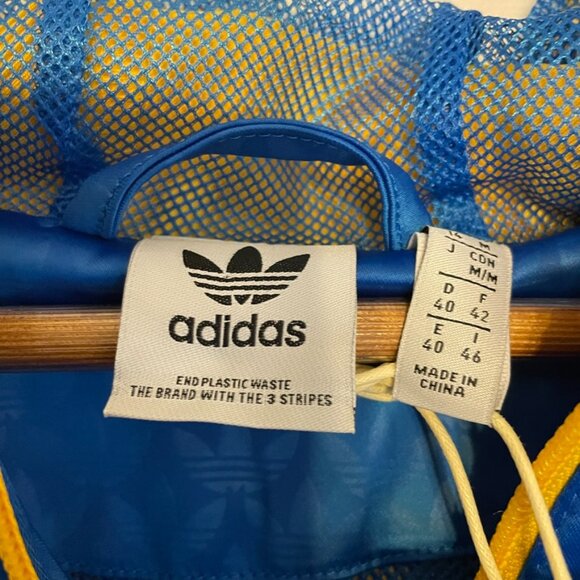 adidas
END PLASTIC WASTE
THE BRAND WITH THE 3 STRIPES
M
J CDN
M/M
D F
40 42
E I
40 46
MADE IN
CHINA